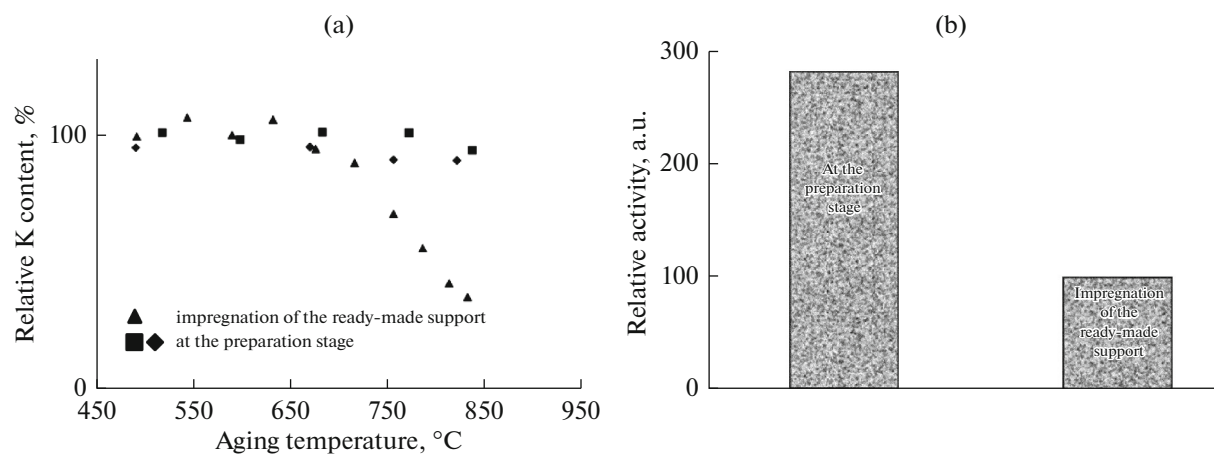 (a)
Relative K content, %
100
0
450 550 650 750 850 950
Aging temperature, °C
impregnation of the ready-made support
at the preparation stage
(b)
Relative activity, a.u.
300
200
100
0
At the
preparation
stage
Impregnation
of the
ready-made
support